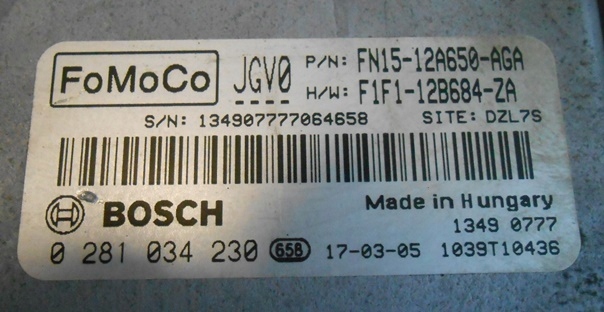 FoMoCo JGV0 P/N: FN15-12A650-AGA
H/W: F1F1-12B684-ZA
S/N: 134907777064658 SITE: DZL7S
BOSCH Made in Hungary
1349 0777
0 281 034 230 658 17-03-05 1039T10436